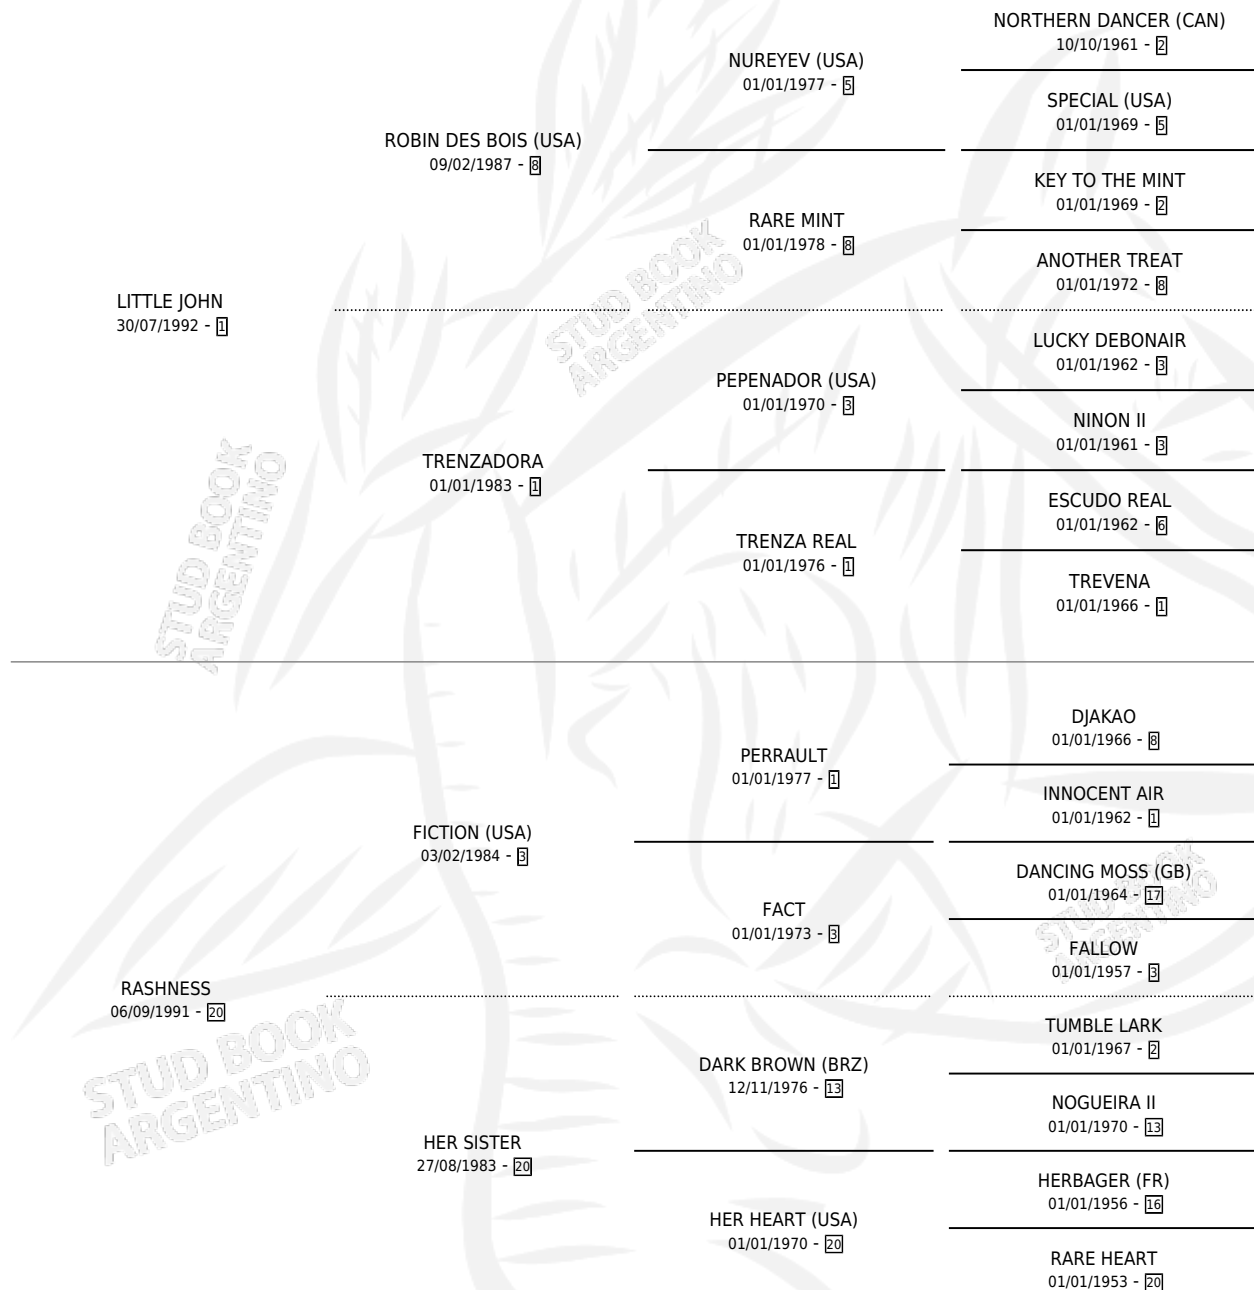 NORTHERN DANCER (CAN)
10/10/1961 - 2
NUREYEV (USA)
01/01/1977 - 5
SPECIAL (USA)
01/01/1969 - 5
ROBIN DES BOIS (USA)
09/02/1987 - 8
KEY TO THE MINT
01/01/1969 - 2
RARE MINT
01/01/1978 - 8
ANOTHER TREAT
01/01/1972 - 8
LITTLE JOHN
30/07/1992 - 1
LUCKY DEBONAIR
01/01/1962 - 3
PEPENADOR (USA)
01/01/1970 - 3
NINON II
01/01/1961 - 3
TRENZADORA
01/01/1983 - 1
ESCUDO REAL
01/01/1962 - 6
TRENZA REAL
01/01/1976 - 1
TREVENA
01/01/1966 - 1
DJAKAO
01/01/1966 - 8
PERRAULT
01/01/1977 - 1
INNOCENT AIR
01/01/1962 - 1
FICTION (USA)
03/02/1984 - 3
DANCING MOSS (GB)
01/01/1964 - 17
FACT
01/01/1973 - 3
FALLOW
01/01/1957 - 3
RASHNESS
06/09/1991 - 20
TUMBLE LARK
01/01/1967 - 2
DARK BROWN (BRZ)
12/11/1976 - 13
NOGUEIRA II
01/01/1970 - 13
HER SISTER
27/08/1983 - 20
HERBAGER (FR)
01/01/1956 - 16
HER HEART (USA)
01/01/1970 - 20
RARE HEART
01/01/1953 - 20
STUD BOOK
ARGENTINO
STUD BOOK
ARGENTINO
STUD BOOK
ARGENTINO
STUD BOOK
ARGENTINO